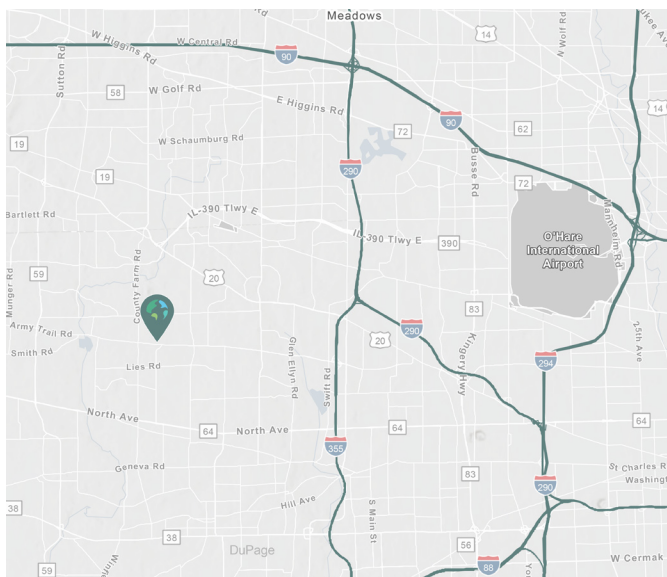 Meadows
W Higgins Rd
W Central Rd
90
14
N Wolf Rd
Sutton Rd
58
W Golf Rd
E Higgins Rd
90
14
W Schaumburg Rd
72
62
19
19
290
Busse Rd
72
Bartlett Rd
IL-390 Tlwy E
IL-390 Tlwy E
390
O'Hare
International
Airport
Mannheim Rd
59
Munger Rd
County Farm Rd
20
83
Army Trail Rd
Smith Rd
Lies Rd
Glen Ellyn Rd
Swift Rd
20
290
Kingery Hwy
294
25th Ave
North Ave
64
North Ave
64
64
355
Geneva Rd
83
St Charles R
Washingt
290
Hill Ave
S Main St
38
38
38
DuPage
56
59
88
W Cermak